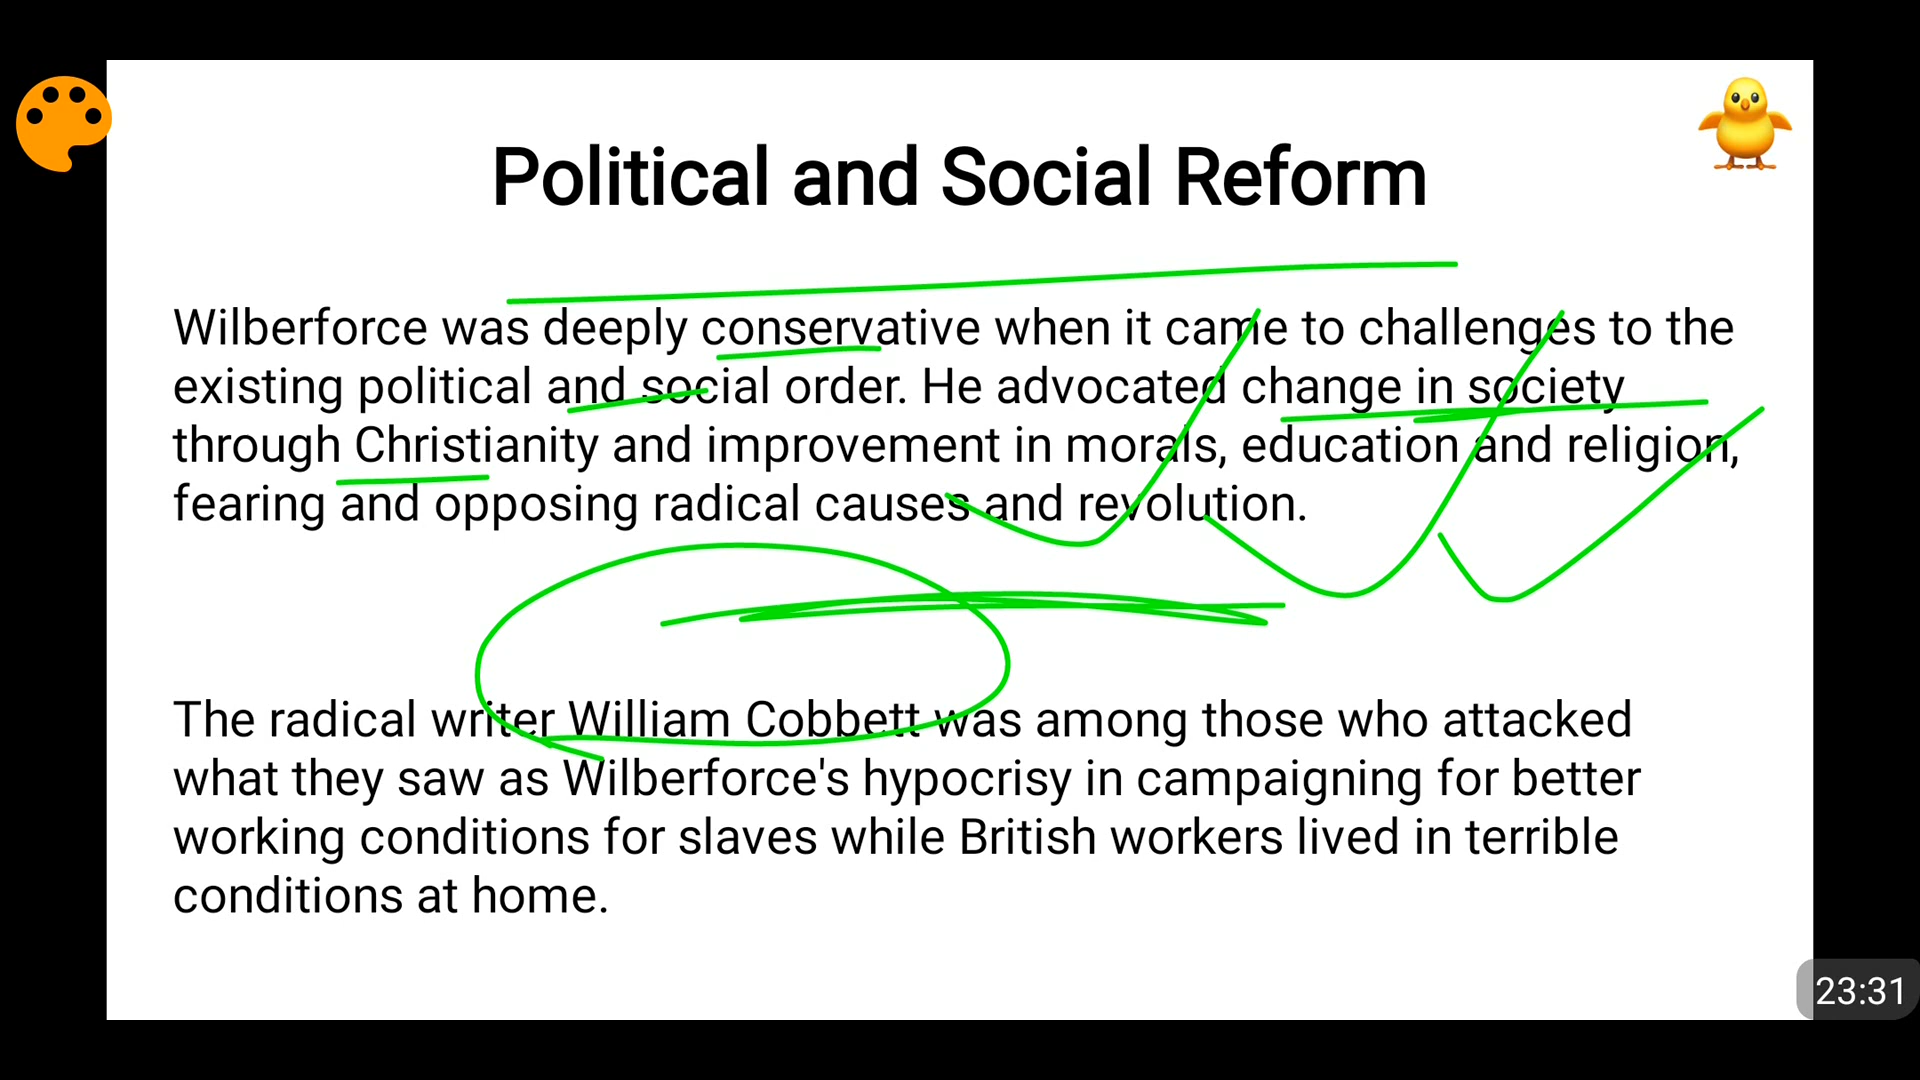 Political and Social Reform
Wilberforce was deeply conservative when it came to challenges to the
existing political and social order. He advocated change in society
through Christianity and improvement in morals, education and religion,
fearing and opposing radical causes and revolution.
The radical writer William Cobbett was among those who attacked
what they saw as Wilberforce's hypocrisy in campaigning for better
working conditions for slaves while British workers lived in terrible
conditions at home.
23:31